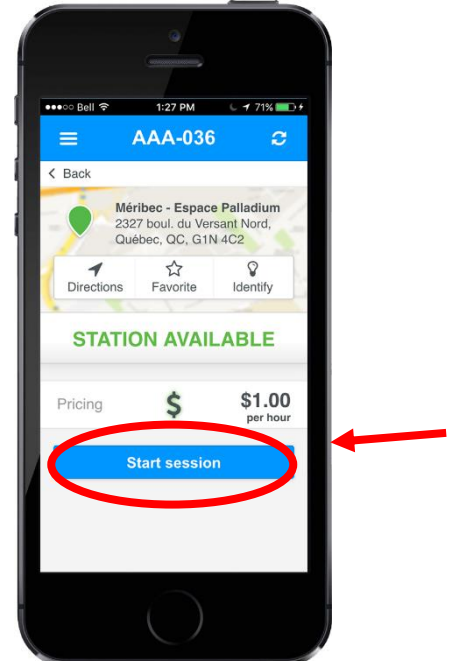 ●●●○○ Bell 1:27 PM 71%
AAA-036
Back
Méribec - Espace Palladium
2327 boul. du Versant Nord,
Québec, QC, G1N 4C2
Directions Favorite Identify
STATION AVAILABLE
Pricing $ $1.00
per hour
Start session